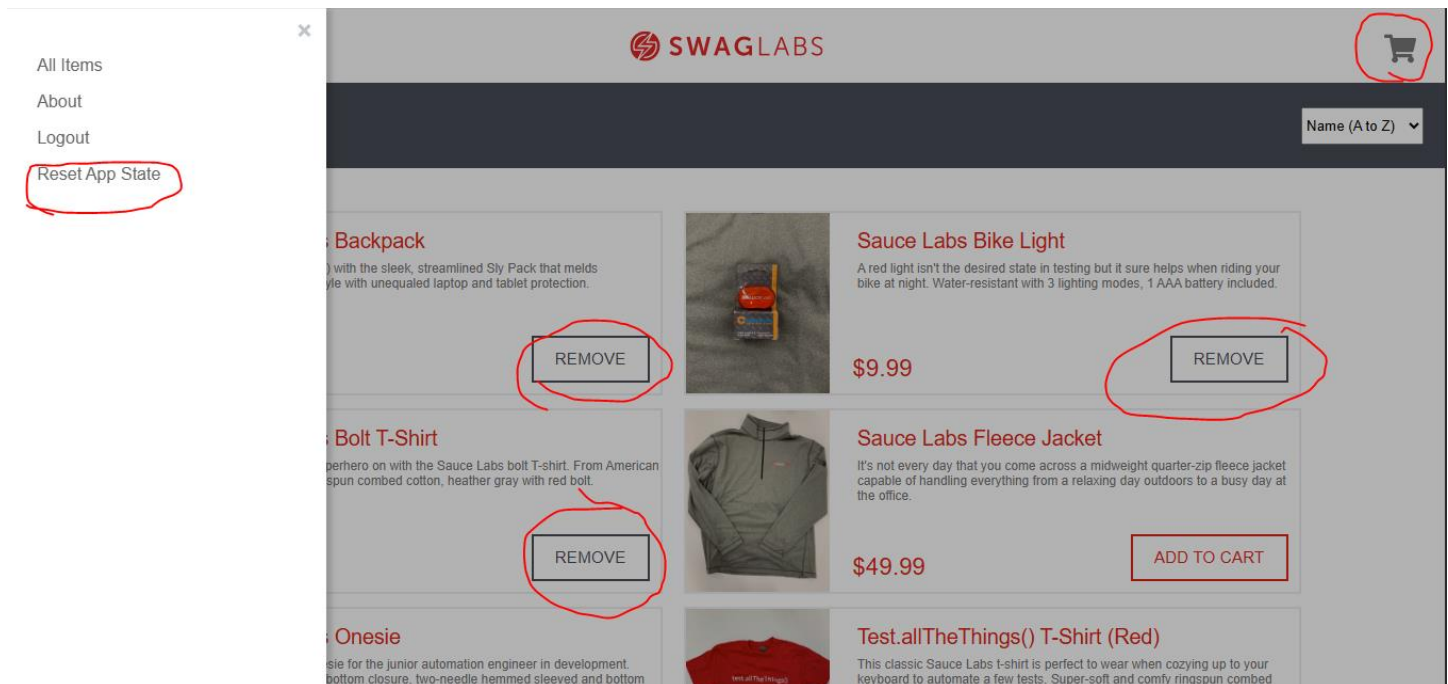 ×
All Items
About
Logout
Reset App State
SWAGLABS
Name (A to Z)
Backpack
) with the sleek, streamlined Sly Pack that melds
yle with unequaled laptop and tablet protection.
REMOVE
Sauce Labs Bike Light
A red light isn't the desired state in testing but it sure helps when riding your
bike at night. Water-resistant with 3 lighting modes, 1 AAA battery included.
$9.99
REMOVE
Bolt T-Shirt
perhero on with the Sauce Labs bolt T-shirt. From American
spun combed cotton, heather gray with red bolt.
REMOVE
Sauce Labs Fleece Jacket
It's not every day that you come across a midweight quarter-zip fleece jacket
capable of handling everything from a relaxing day outdoors to a busy day at
the office.
$49.99
ADD TO CART
Onesie
sie for the junior automation engineer in development.
bottom closure, two-needle hemmed sleeved and bottom
test.allTheThings()
Test.allTheThings() T-Shirt (Red)
This classic Sauce Labs t-shirt is perfect to wear when cozying up to your
keyboard to automate a few tests. Super-soft and comfy ringspun combed